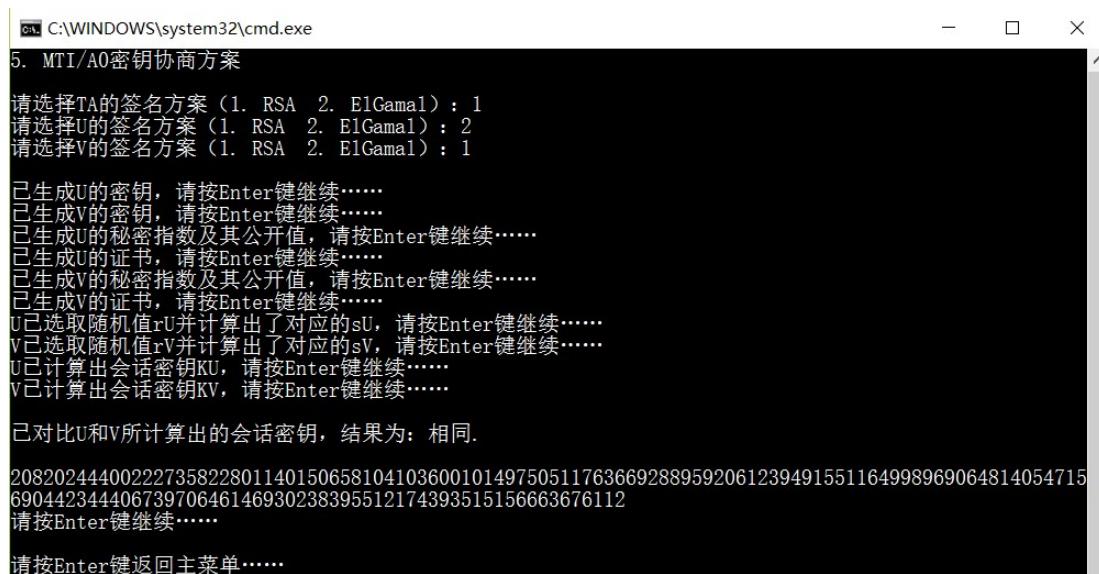 C:\WINDOWS\system32\cmd.exe
5. MTI/A0密钥协商方案
请选择TA的签名方案（1. RSA  2. ElGamal）：1
请选择U的签名方案（1. RSA  2. ElGamal）：2
请选择V的签名方案（1. RSA  2. ElGamal）：1
已生成U的密钥，请按Enter键继续……
已生成V的密钥，请按Enter键继续……
已生成U的秘密指数及其公开值，请按Enter键继续……
已生成U的证书，请按Enter键继续……
已生成V的秘密指数及其公开值，请按Enter键继续……
已生成V的证书，请按Enter键继续……
U已选取随机值rU并计算出了对应的sU，请按Enter键继续……
V已选取随机值rV并计算出了对应的sV，请按Enter键继续……
U已计算出会话密钥KU，请按Enter键继续……
V已计算出会话密钥KV，请按Enter键继续……
已对比U和V所计算出的会话密钥，结果为：相同.
20820244400222735822801140150658104103600101497505117636692889592061239491551164998969064814054715
69044234440673970646146930238395512174393515156663676112
请按Enter键继续……
请按Enter键返回主菜单……